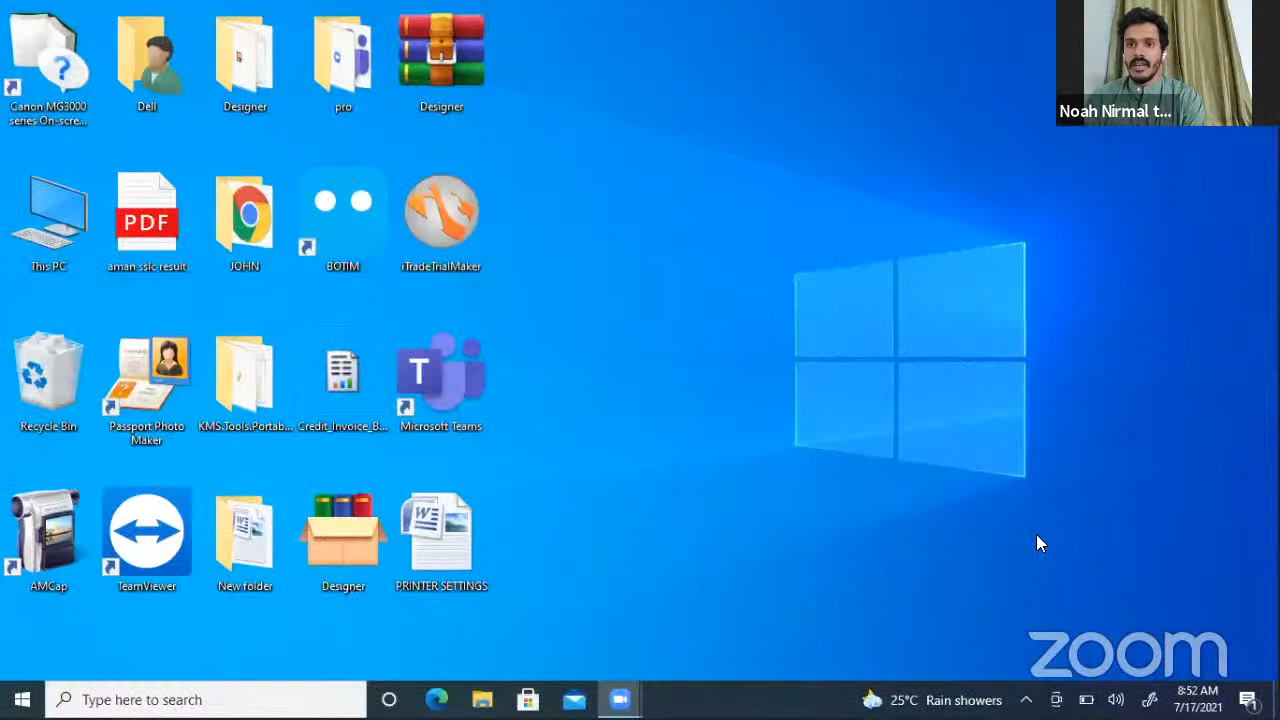 Noah Nirmal t...
Canon MG3000
series On-scre...
Dell
Designer
pro
Designer
PDF
This PC
aman sslc result
JOHN
BOTIM
iTradeTrialMaker
T
Recycle Bin
Passport Photo
Maker
KMS.Tools.Portab...
Credit_Invoice_B...
Microsoft Teams
W
W
AMCap
TeamViewer
New folder
Designer
PRINTER SETTINGS
zoom
Type here to search
25°C Rain showers
8:52 AM
7/17/2021
1